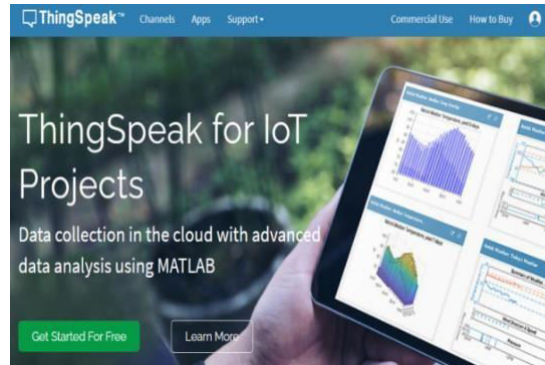 ThingSpeak™
Channels Apps Support
Commercial Use How to Buy
ThingSpeak for IoT
Projects
Data collection in the cloud with advanced
data analysis using MATLAB
Get Started For Free
Learn More